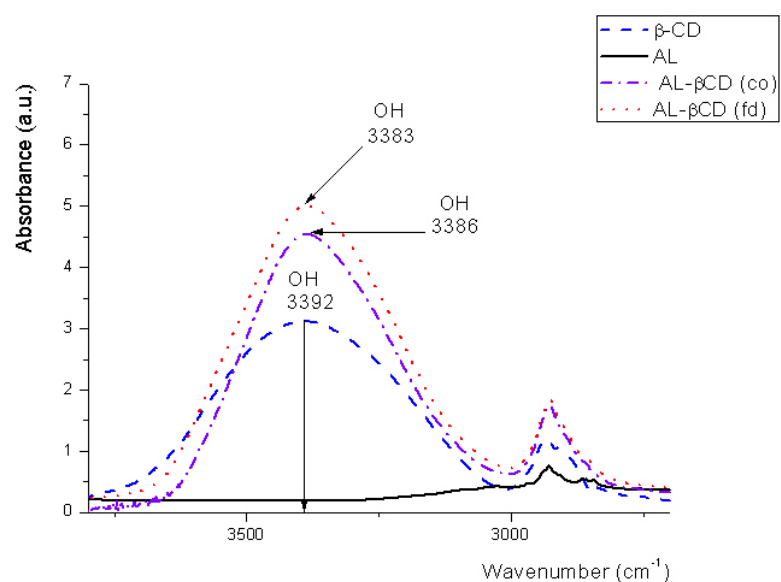 β-CD
AL
AL-βCD (co)
AL-βCD (fd)
7
6
5
4
3
2
1
0
Absorbance (a.u.)
OH
3383
OH
3386
OH
3392
3500
3000
Wavenumber (cm⁻¹)